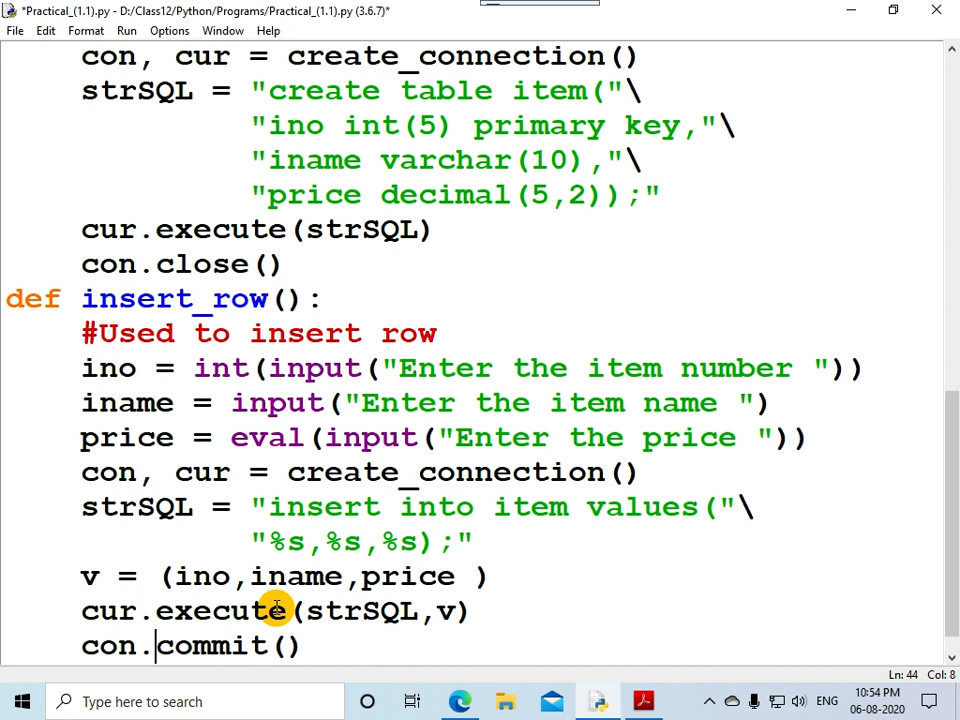 *Practical_(1.1).py - D:/Class12/Python/Programs/Practical_(1.1).py (3.6.7)*
File Edit Format Run Options Window Help
con, cur = create_connection()
strSQL = "create table item("\
"ino int(5) primary key,"\
"iname varchar(10),"\
"price decimal(5,2));"
cur.execute(strSQL)
con.close()
def insert_row():
#Used to insert row
ino = int(input("Enter the item number "))
iname = input("Enter the item name ")
price = eval(input("Enter the price "))
con, cur = create_connection()
strSQL = "insert into item values("\
"%s,%s,%s);"
v = (ino,iname,price )
cur.execute(strSQL,v)
con.commit()
Ln: 44 Col: 8
Type here to search
ENG
10:54 PM
06-08-2020